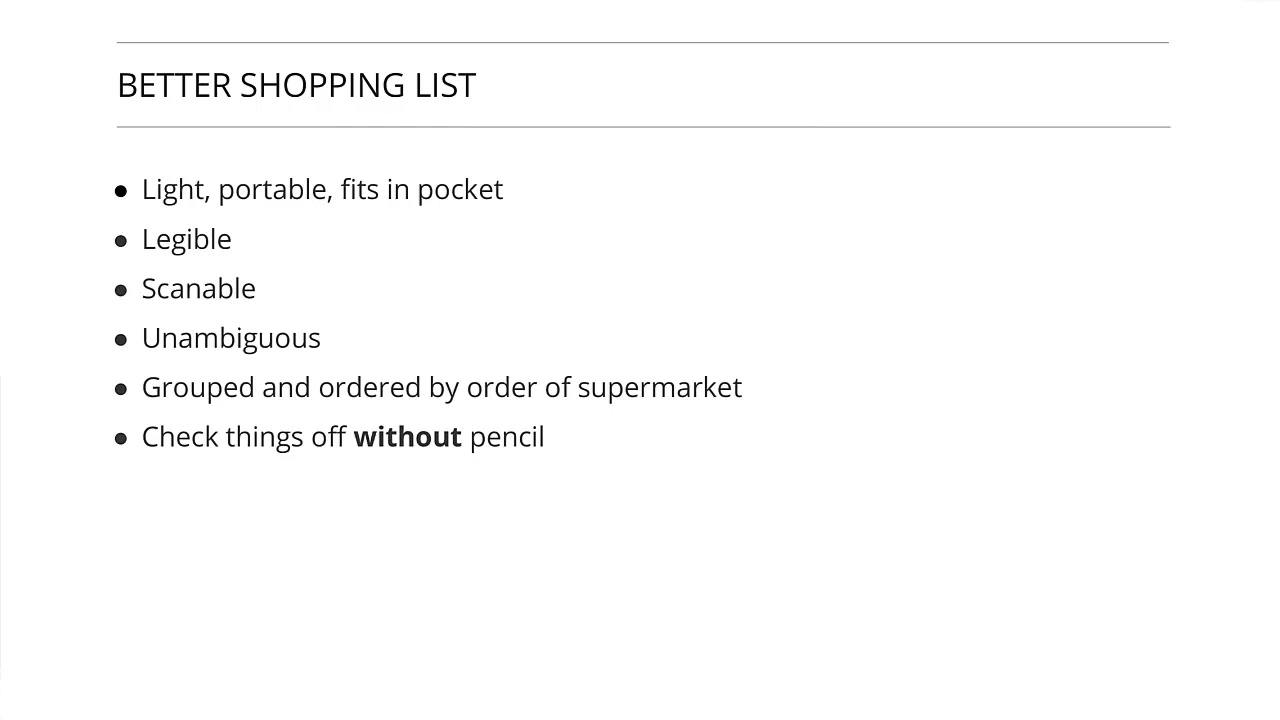 BETTER SHOPPING LIST
● Light, portable, fits in pocket
● Legible
● Scanable
● Unambiguous
● Grouped and ordered by order of supermarket
● Check things off without pencil